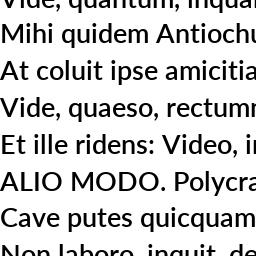 Vide, quantum, inquam
Mihi quidem Antiochu
At coluit ipse amicitia
Vide, quaeso, rectumn
Et ille ridens: Video, i
ALIO MODO. Polycra
Cave putes quicquam
Non laboro, inquit, de